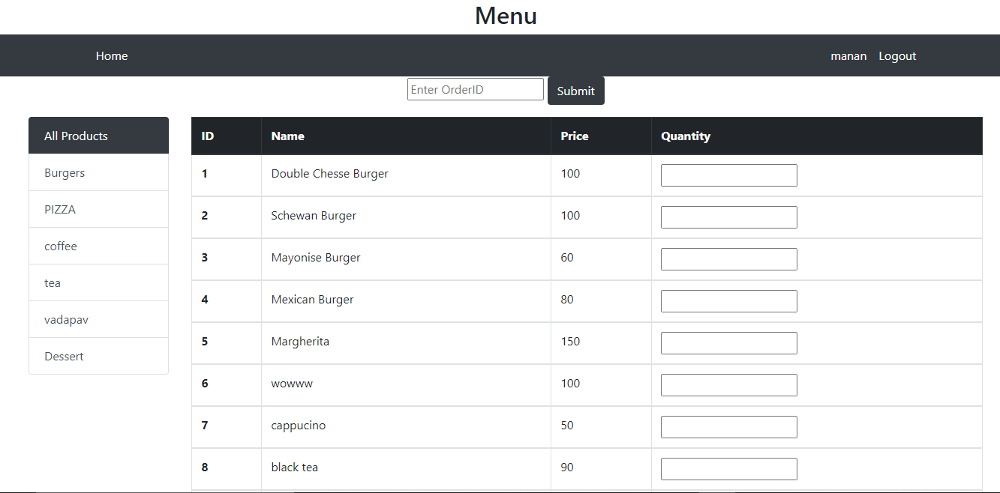 Menu
Home manan Logout
Enter OrderID Submit
All Products
Burgers
PIZZA
coffee
tea
vadapav
Dessert
ID Name Price Quantity
1 Double Chesse Burger 100
2 Schewan Burger 100
3 Mayonise Burger 60
4 Mexican Burger 80
5 Margherita 150
6 wowww 100
7 cappucino 50
8 black tea 90